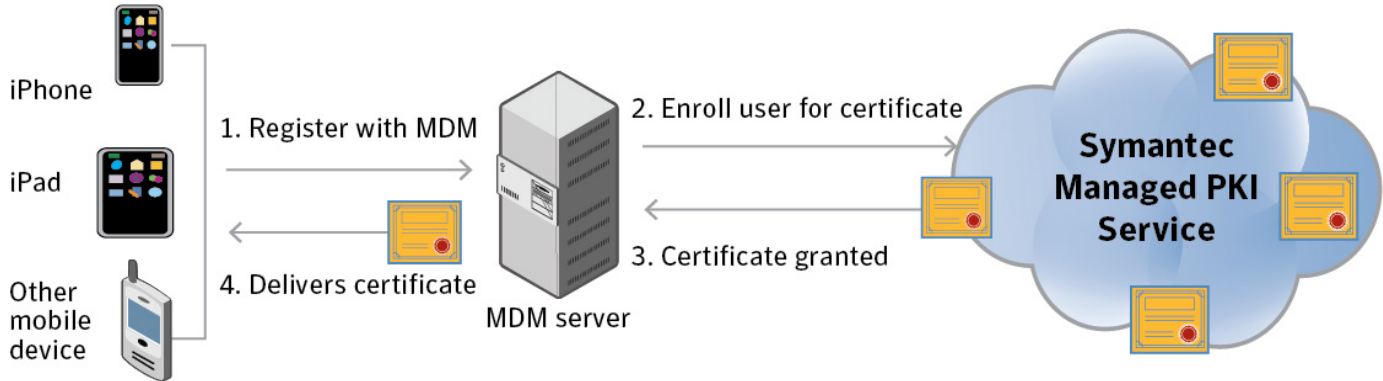 iPhone
iPad
Other
mobile
device
1. Register with MDM
4. Delivers certificate
MDM server
2. Enroll user for certificate
3. Certificate granted
Symantec
Managed PKI
Service